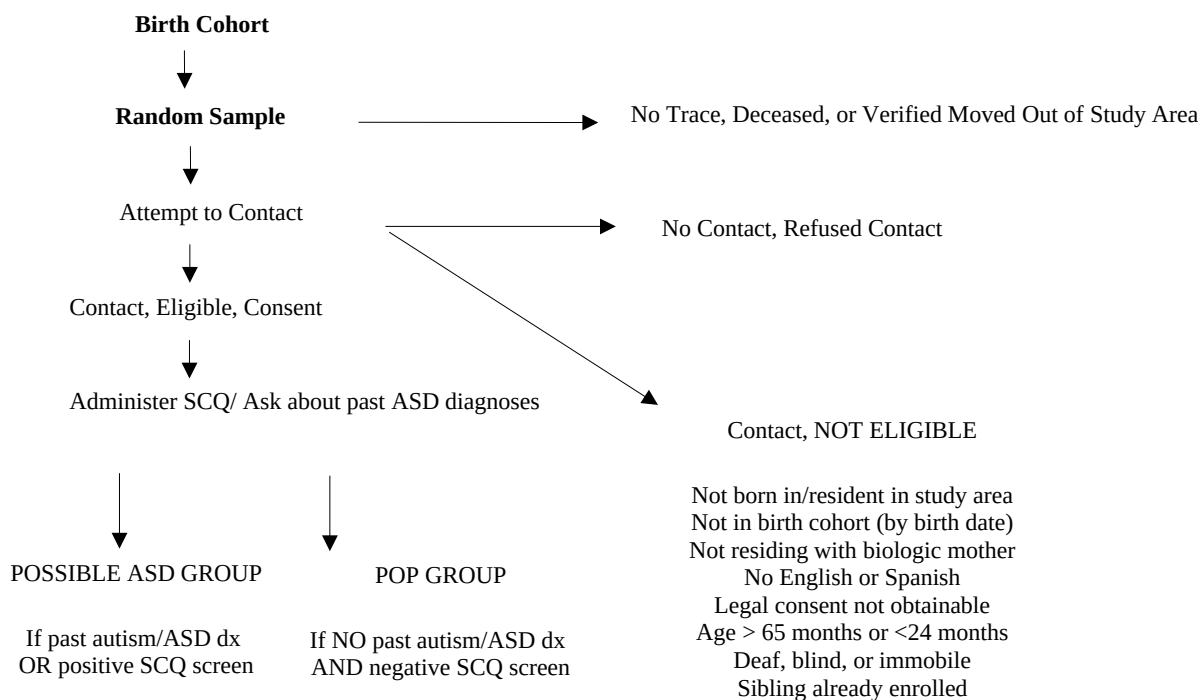 Birth Cohort
Random Sample
No Trace, Deceased, or Verified Moved Out of Study Area
Attempt to Contact
No Contact, Refused Contact
Contact, Eligible, Consent
Administer SCQ/ Ask about past ASD diagnoses
Contact, NOT ELIGIBLE
Not born in/resident in study area
Not in birth cohort (by birth date)
Not residing with biologic mother
No English or Spanish
Legal consent not obtainable
Age > 65 months or <24 months
Deaf, blind, or immobile
Sibling already enrolled
POSSIBLE ASD GROUP
If past autism/ASD dx
OR positive SCQ screen
POP GROUP
If NO past autism/ASD dx
AND negative SCQ screen